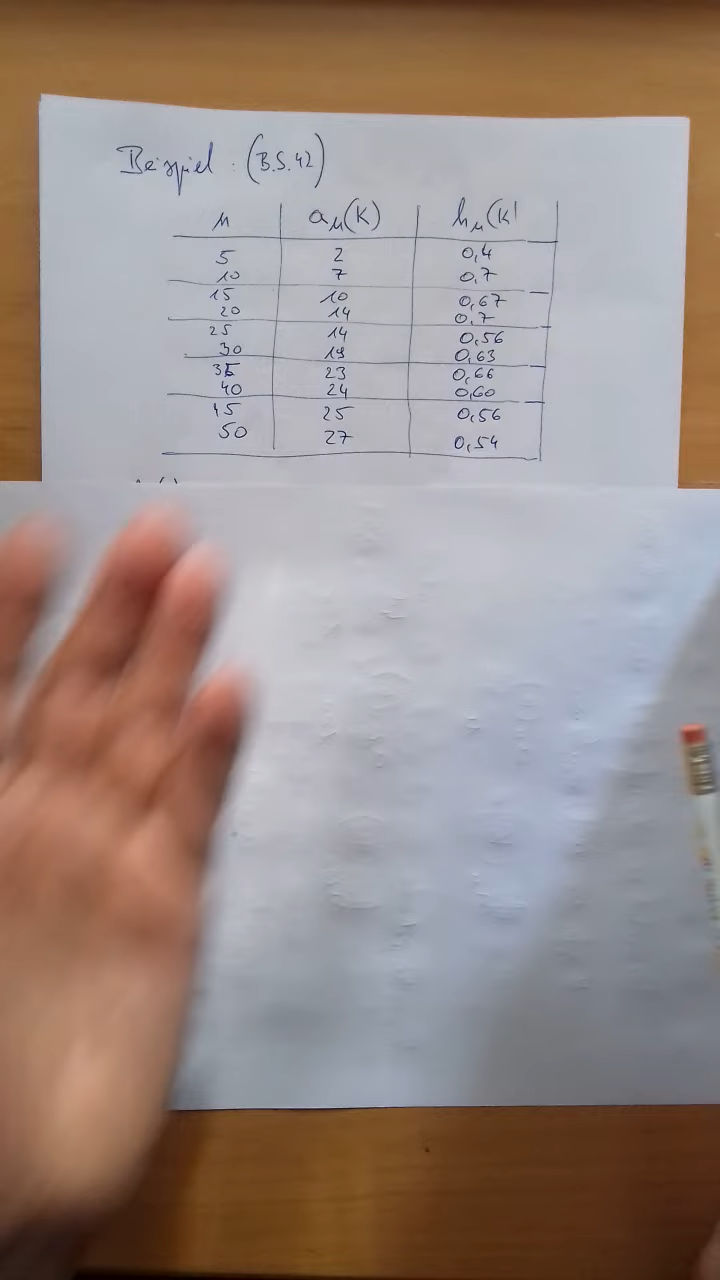 Beispiel. (B.S.42)
n aₙ(K) hₙ(K)
5 2 0,4
10 7 0,7
15 10 0,67
20 14 0,7
25 14 0,56
30 19 0,63
35 23 0,66
40 24 0,60
45 25 0,56
50 27 0,54